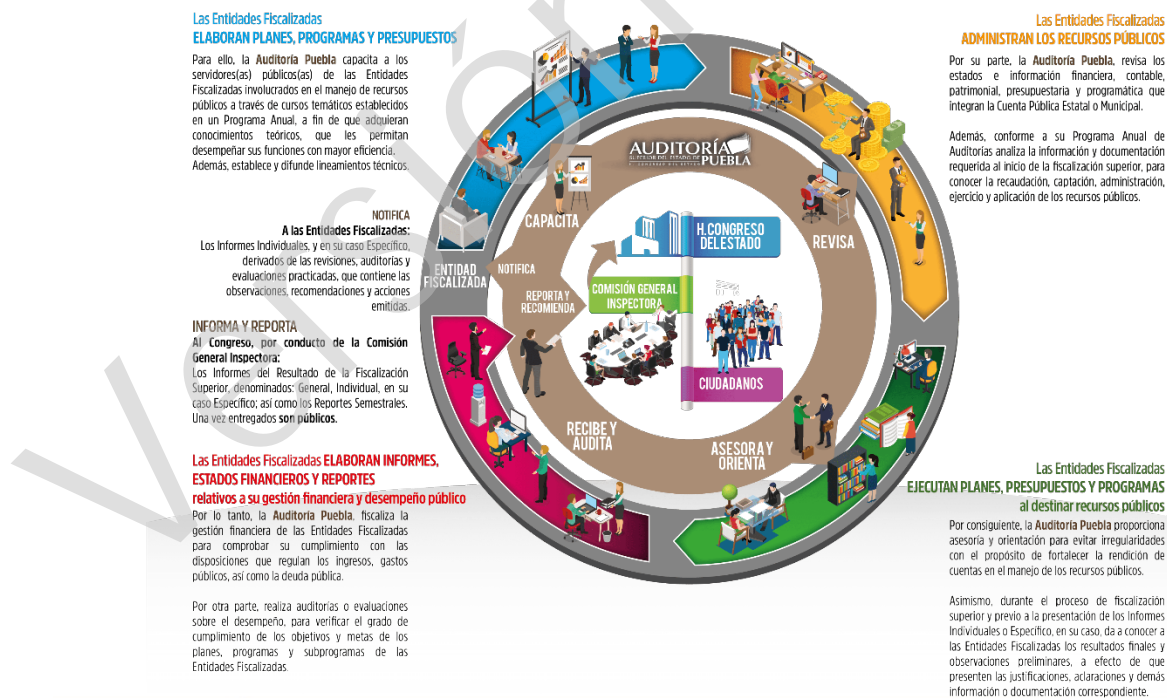 Las Entidades Fiscalizadas
ELABORAN PLANES, PROGRAMAS Y PRESUPUESTOS
Para ello, la Auditoría Puebla capacita a los
servidores(as) públicos(as) de las Entidades
Fiscalizadas involucrados en el manejo de recursos
públicos a través de cursos temáticos establecidos
en un Programa Anual, a fin de que adquieran
conocimientos teóricos, que les permitan
desempeñar sus funciones con mayor eficiencia.
Además, establece y difunde lineamientos técnicos.
NOTIFICA
A las Entidades Fiscalizadas:
Los Informes Individuales, y en su caso Específico,
derivados de las revisiones, auditorías y
evaluaciones practicadas, que contiene las
observaciones, recomendaciones y acciones
emitidas.
INFORMA Y REPORTA
Al Congreso, por conducto de la Comisión
General Inspectora:
Los Informes del Resultado de la Fiscalización
Superior, denominados: General, Individual, en su
caso Específico; así como los Reportes Semestrales.
Una vez entregados son públicos.
Las Entidades Fiscalizadas ELABORAN INFORMES,
ESTADOS FINANCIEROS Y REPORTES
relativos a su gestión financiera y desempeño público
Por lo tanto, la Auditoría Puebla, fiscaliza la
gestión financiera de las Entidades Fiscalizadas
para comprobar su cumplimiento con las
disposiciones que regulan los ingresos, gastos
públicos, así como la deuda pública.
Por otra parte, realiza auditorías o evaluaciones
sobre el desempeño, para verificar el grado de
cumplimiento de los objetivos y metas de los
planes, programas y subprogramas de las
Entidades Fiscalizadas.
AUDITORÍA
SUPERIOR DEL ESTADO DE
PUEBLA
CAPACITA
REVISA
ENTIDAD
FISCALIZADA
NOTIFICA
REPORTA Y
RECOMIENDA
H. CONGRESO
DEL ESTADO
COMISIÓN GENERAL
INSPECTORA
CIUDADANOS
RECIBE Y
AUDITA
ASESORA Y
ORIENTA
Las Entidades Fiscalizadas
ADMINISTRAN LOS RECURSOS PÚBLICOS
Por su parte, la Auditoría Puebla, revisa los
estados e información financiera, contable,
patrimonial, presupuestaria y programática que
integran la Cuenta Pública Estatal o Municipal.
Además, conforme a su Programa Anual de
Auditorías analiza la información y documentación
requerida al inicio de la fiscalización superior, para
conocer la recaudación, captación, administración,
ejercicio y aplicación de los recursos públicos.
Las Entidades Fiscalizadas
EJECUTAN PLANES, PRESUPUESTOS Y PROGRAMAS
al destinar recursos públicos
Por consiguiente, la Auditoría Puebla proporciona
asesoría y orientación para evitar irregularidades
con el propósito de fortalecer la rendición de
cuentas en el manejo de los recursos públicos.
Asimismo, durante el proceso de fiscalización
superior y previo a la presentación de los Informes
Individuales o Específico, en su caso, da a conocer a
las Entidades Fiscalizadas los resultados finales y
observaciones preliminares, a efecto de que
presenten las justificaciones, aclaraciones y demás
información o documentación correspondiente.
Versión